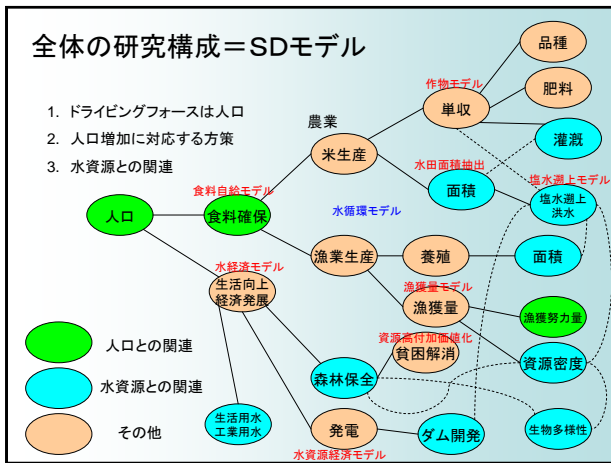 全体の研究構成=SDモデル
1. ドライビングフォースは人口
2. 人口増加に対応する方策
3. 水資源との関連
品種
作物モデル
単収
肥料
農業
灌漑
米生産
水田面積抽出
面積
塩水遡上モデル
塩水遡上
洪水
食料自給モデル
人口
食料確保
水循環モデル
漁業生産
養殖
面積
水経済モデル
生活向上
経済発展
漁獲量モデル
漁獲量
漁獲努力量
資源高付加価値化
貧困解消
資源密度
森林保全
人口との関連
水資源との関連
その他
生活用水
工業用水
発電
ダム開発
生物多様性
水資源経済モデル